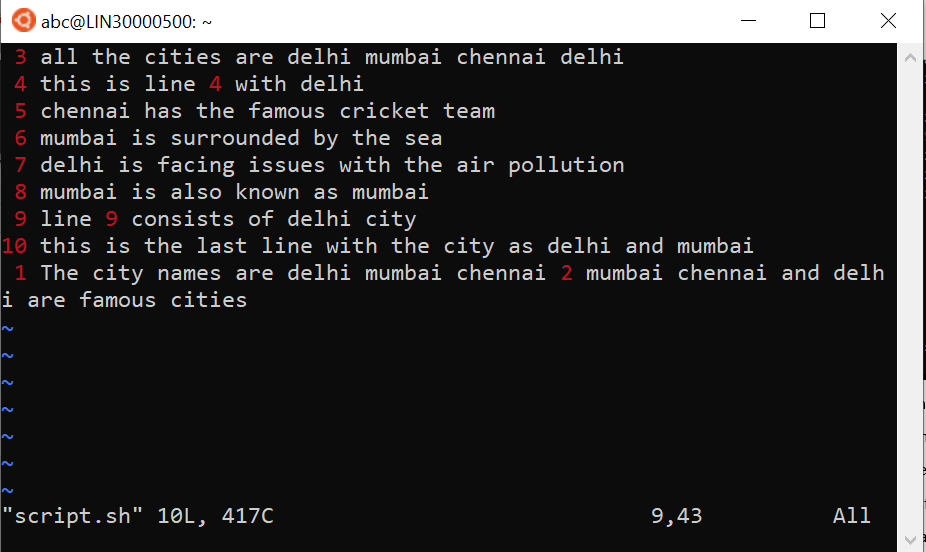 abc@LIN30000500: ~
3 all the cities are delhi mumbai chennai delhi
4 this is line 4 with delhi
5 chennai has the famous cricket team
6 mumbai is surrounded by the sea
7 delhi is facing issues with the air pollution
8 mumbai is also known as mumbai
9 line 9 consists of delhi city
10 this is the last line with the city as delhi and mumbai
1 The city names are delhi mumbai chennai 2 mumbai chennai and delh
i are famous cities
~
~
~
~
~
~
~
"script.sh" 10L, 417C 9,43 All